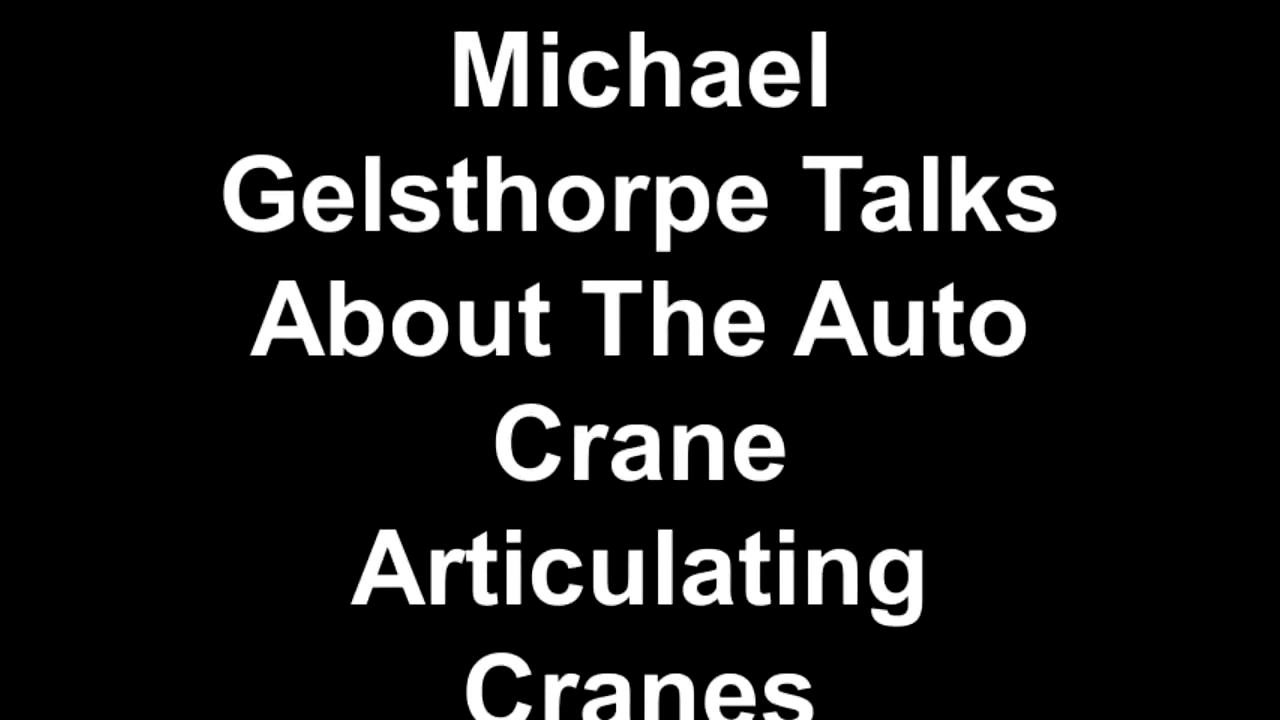 Michael
Gelsthorpe Talks
About The Auto
Crane
Articulating
Cranes